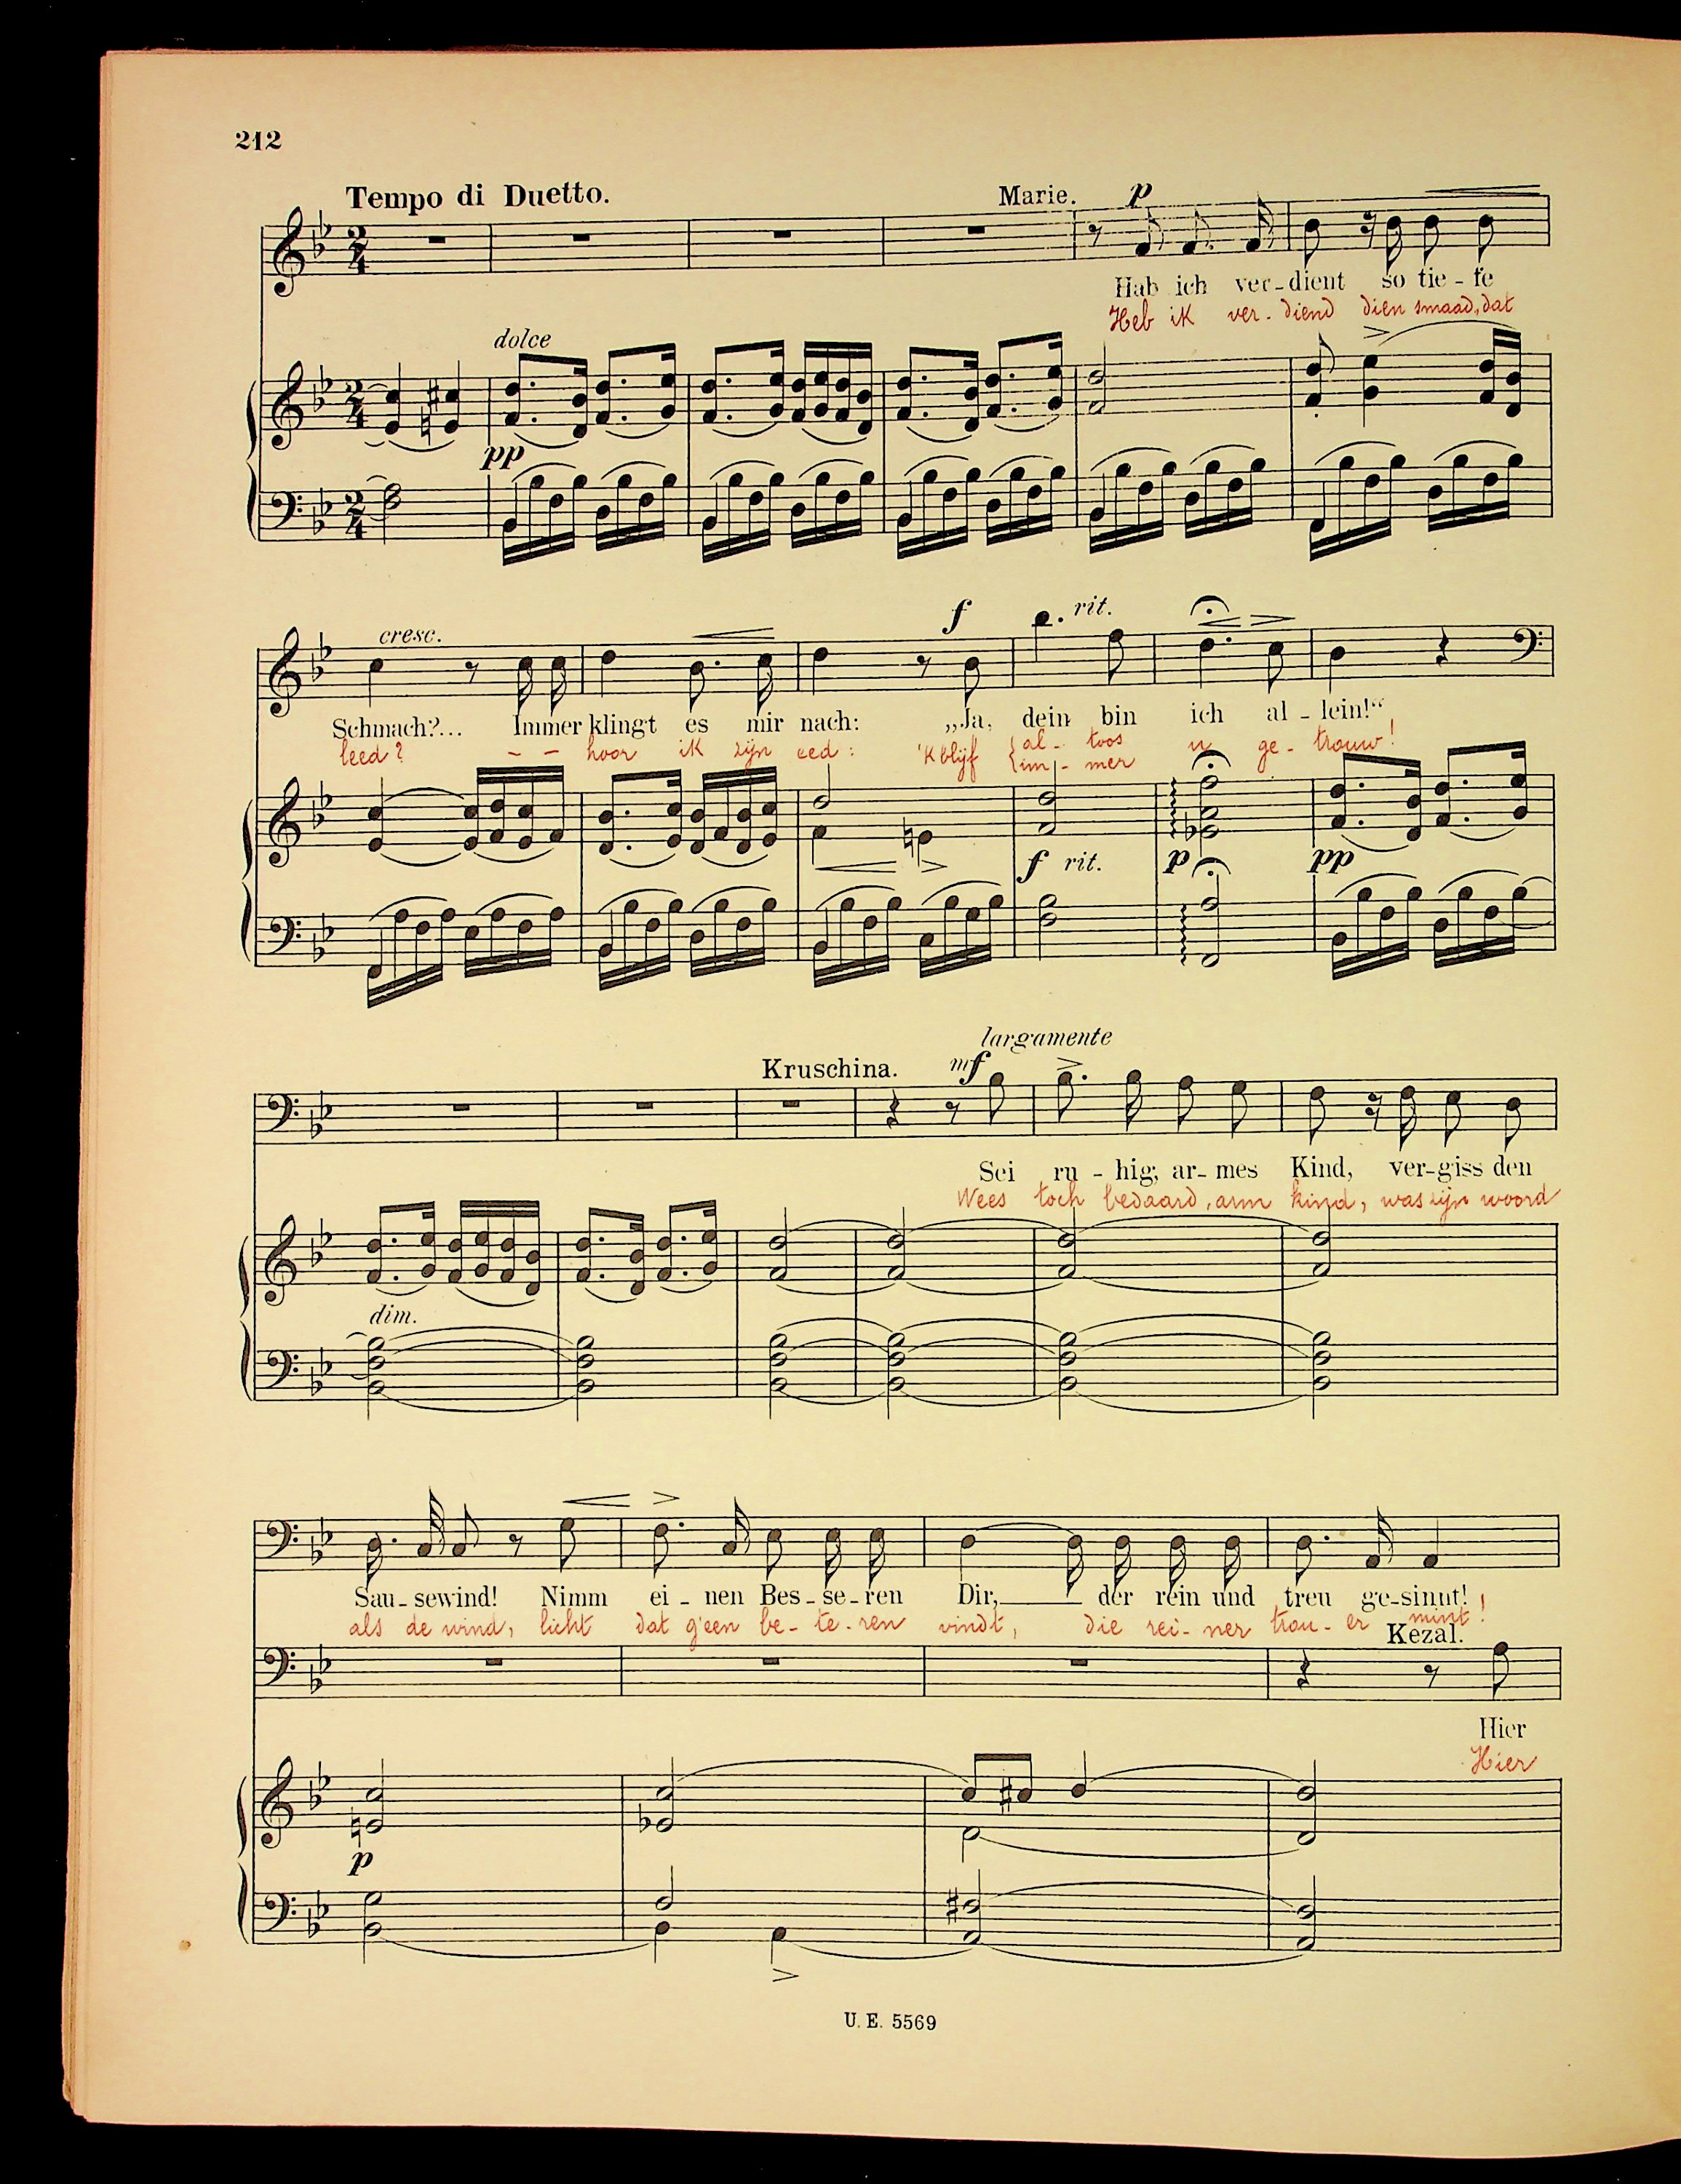 212
Tempo di Duetto.
Marie.
p
Hab ich ver-dient so tie-fe
Heb ik ver-diend dien smaad, dat
dolce
pp
cresc.
f
rit.
Schmach?... Immer klingt es mir nach: „Ja, dein bin ich al-lein!“
leed? - - hoor ik zijn eed: 'K blijf { al- toos u ge-trouw!
{ im-mer
f rit.
p
pp
largamente
Kruschina.
mf
Sei ru-hig, ar-mes Kind, ver-giss den
Wees toch bedaard, arm kind, was zijn woord
dim.
Sau-sewind! Nimm ei-nen Bes-se-ren Dir, der rein und treu ge-sinnt!
als de wind, licht dat g'een be-te-ren vindt, die rei-ner trou-er mint!
Kezal.
Hier
Hier
p
U. E. 5569